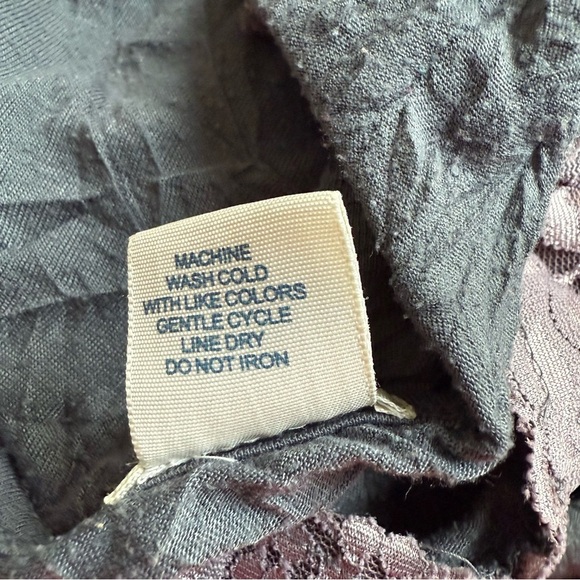 MACHINE
WASH COLD
WITH LIKE COLORS
GENTLE CYCLE
LINE DRY
DO NOT IRON